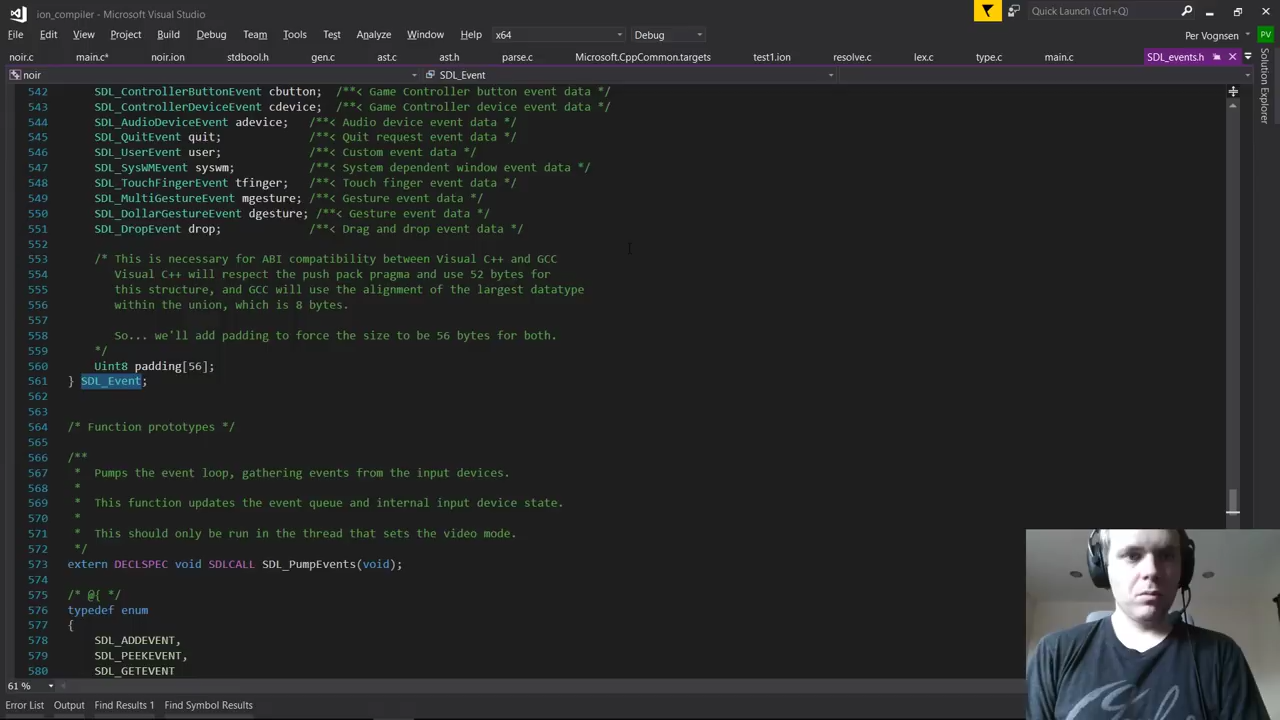 ion_compiler - Microsoft Visual Studio
Quick Launch (Ctrl+Q)
File Edit View Project Build Debug Team Tools Test Analyze Window Help x64 Debug Per Vognsen PV
noir.c main.c* noir.ion stdbool.h gen.c ast.c ast.h parse.c Microsoft.CppCommon.targets test1.ion resolve.c lex.c type.c main.c SDL_events.h
noir SDL_Event
Solution Explorer
542 SDL_ControllerButtonEvent cbutton; /**< Game Controller button event data */
543 SDL_ControllerDeviceEvent cdevice; /**< Game Controller device event data */
544 SDL_AudioDeviceEvent adevice; /**< Audio device event data */
545 SDL_QuitEvent quit; /**< Quit request event data */
546 SDL_UserEvent user; /**< Custom event data */
547 SDL_SysWMEvent syswm; /**< System dependent window event data */
548 SDL_TouchFingerEvent tfinger; /**< Touch finger event data */
549 SDL_MultiGestureEvent mgesture; /**< Gesture event data */
550 SDL_DollarGestureEvent dgesture; /**< Gesture event data */
551 SDL_DropEvent drop; /**< Drag and drop event data */
552
553 /* This is necessary for ABI compatibility between Visual C++ and GCC
554 Visual C++ will respect the push pack pragma and use 52 bytes for
555 this structure, and GCC will use the alignment of the largest datatype
556 within the union, which is 8 bytes.
557
558 So... we'll add padding to force the size to be 56 bytes for both.
559 */
560 Uint8 padding[56];
561 } SDL_Event;
562
563
564 /* Function prototypes */
565
566 /**
567 * Pumps the event loop, gathering events from the input devices.
568 *
569 * This function updates the event queue and internal input device state.
570 *
571 * This should only be run in the thread that sets the video mode.
572 */
573 extern DECLSPEC void SDLCALL SDL_PumpEvents(void);
574
575 /* @{ */
576 typedef enum
577 {
578 SDL_ADDEVENT,
579 SDL_PEEKEVENT,
580 SDL_GETEVENT
61 %
Error List Output Find Results 1 Find Symbol Results